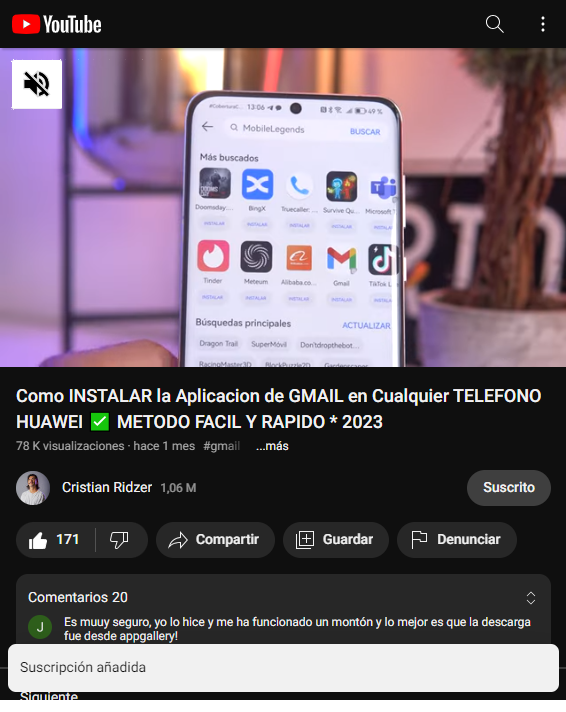 YouTube
13:06
49 %
MobileLegends
BUSCAR
Más buscados
Doomsday:...
BingX
Truecaller: ...
Survive Qu...
Microsoft T
INSTALAR
INSTALAR
INSTALAR
INSTALAR
INSTALAR
Tinder
Meteum
Alibaba.co...
Gmail
TikTok L
INSTALAR
INSTALAR
INSTALAR
INSTALAR
Búsquedas principales
ACTUALIZAR
Dragon Trail
SuperMóvil
Don'tdropthebot...
RacingMaster3D
BlockPuzzle2D
Gardenscapes
Como INSTALAR la Aplicacion de GMAIL en Cualquier TELEFONO
HUAWEI ✅ METODO FACIL Y RAPIDO * 2023
78 K visualizaciones · hace 1 mes #gmail ...más
Cristian Ridzer 1,06 M
Suscrito
171
Compartir
Guardar
Denunciar
Comentarios 20
J
Es muuy seguro, yo lo hice y me ha funcionado un montón y lo mejor es que la descarga
fue desde appgallery!
Suscripción añadida
Siguiente